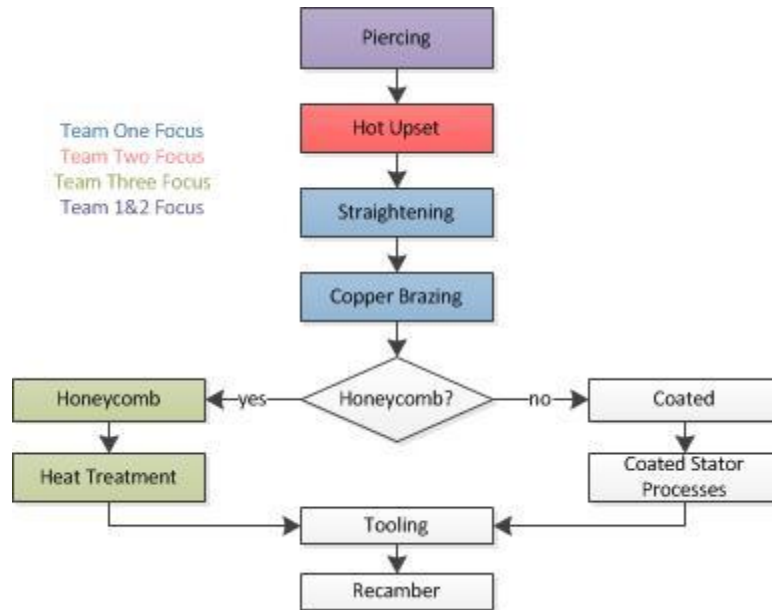 Piercing
Hot Upset
Team One Focus
Team Two Focus
Team Three Focus
Team 1&2 Focus
Straightening
Copper Brazing
Honeycomb
yes
Honeycomb?
no
Coated
Heat Treatment
Coated Stator
Processes
Tooling
Recamber